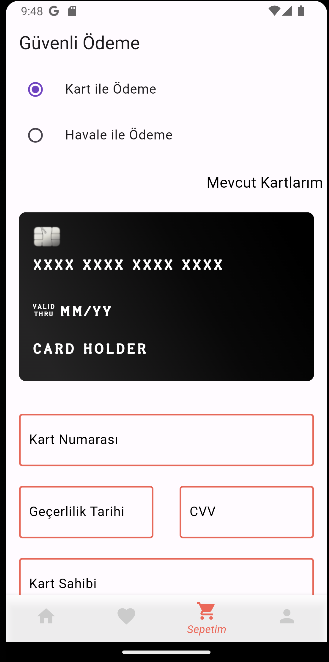 9:48
Güvenli Ödeme
Kart ile Ödeme
Havale ile Ödeme
Mevcut Kartlarım
XXXX XXXX XXXX XXXX
VALID
THRU MM/YY
CARD HOLDER
Kart Numarası
Geçerlilik Tarihi CVV
Kart Sahibi
Sepetim